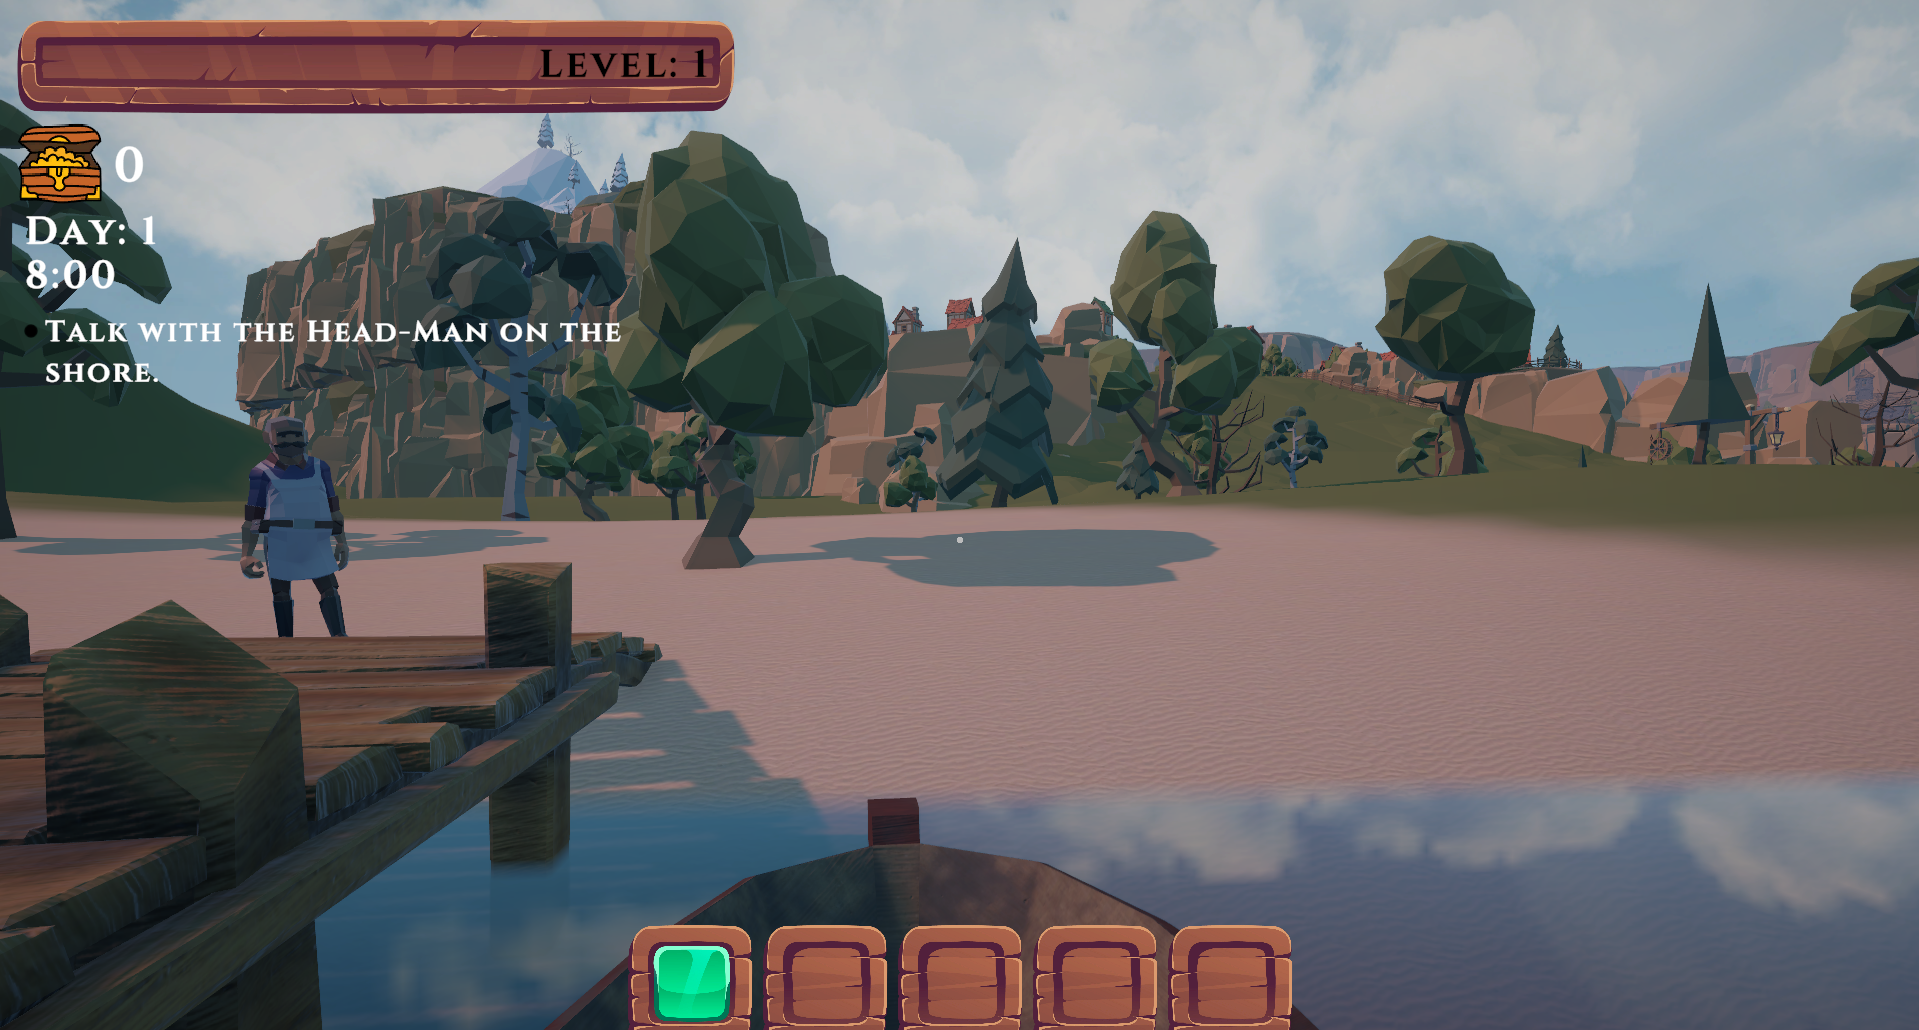 Level: 1
0
Day: 1
8:00
Talk with the Head-Man on the
shore.